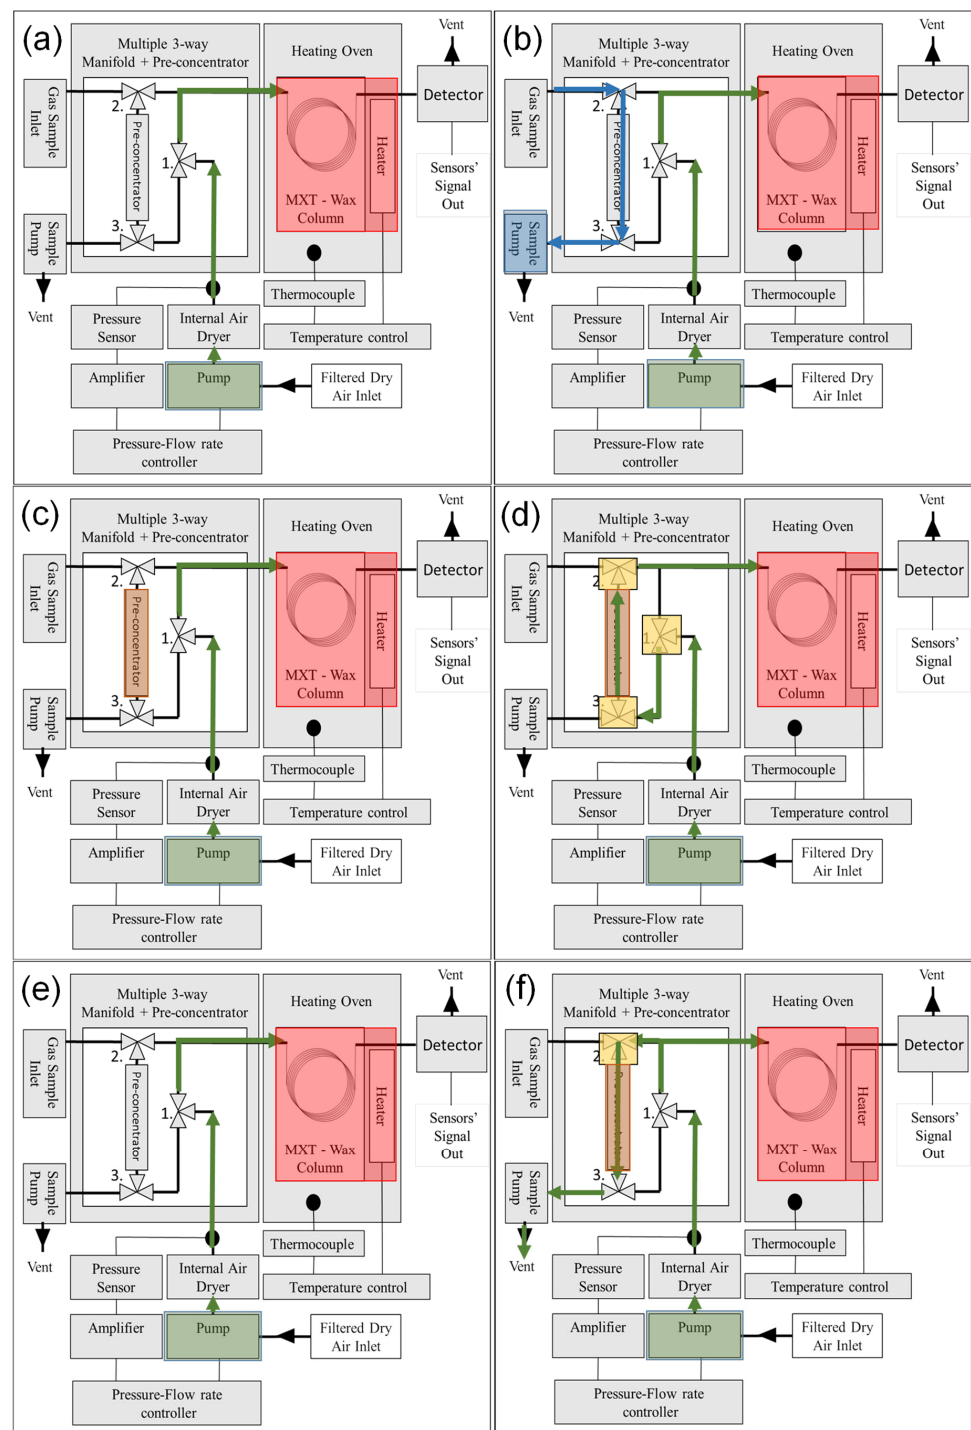 (a)
Multiple 3-way
Manifold + Pre-concentrator
Heating Oven
Vent
Detector
Gas Sample
Inlet
2.
Pre-concentrator
1.
3.
MXT - Wax
Column
Heater
Sensors'
Signal
Out
Sample
Pump
Vent
Thermocouple
Pressure
Sensor
Internal Air
Dryer
Temperature control
Amplifier
Pump
Filtered Dry
Air Inlet
Pressure-Flow rate
controller
(b)
Multiple 3-way
Manifold + Pre-concentrator
Heating Oven
Vent
Detector
Gas Sample
Inlet
2.
Pre-concentrator
1.
3.
MXT - Wax
Column
Heater
Sensors'
Signal
Out
Sample
Pump
Vent
Thermocouple
Pressure
Sensor
Internal Air
Dryer
Temperature control
Amplifier
Pump
Filtered Dry
Air Inlet
Pressure-Flow rate
controller
(c)
Multiple 3-way
Manifold + Pre-concentrator
Heating Oven
Vent
Detector
Gas Sample
Inlet
2.
Pre-concentrator
1.
3.
MXT - Wax
Column
Heater
Sensors'
Signal
Out
Sample
Pump
Vent
Thermocouple
Pressure
Sensor
Internal Air
Dryer
Temperature control
Amplifier
Pump
Filtered Dry
Air Inlet
Pressure-Flow rate
controller
(d)
Multiple 3-way
Manifold + Pre-concentrator
Heating Oven
Vent
Detector
Gas Sample
Inlet
2.
1.
3.
MXT - Wax
Column
Heater
Sensors'
Signal
Out
Sample
Pump
Vent
Thermocouple
Pressure
Sensor
Internal Air
Dryer
Temperature control
Amplifier
Pump
Filtered Dry
Air Inlet
Pressure-Flow rate
controller
(e)
Multiple 3-way
Manifold + Pre-concentrator
Heating Oven
Vent
Detector
Gas Sample
Inlet
2.
Pre-concentrator
1.
3.
MXT - Wax
Column
Heater
Sensors'
Signal
Out
Sample
Pump
Vent
Thermocouple
Pressure
Sensor
Internal Air
Dryer
Temperature control
Amplifier
Pump
Filtered Dry
Air Inlet
Pressure-Flow rate
controller
(f)
Multiple 3-way
Manifold + Pre-concentrator
Heating Oven
Vent
Detector
Gas Sample
Inlet
2.
1.
3.
MXT - Wax
Column
Heater
Sensors'
Signal
Out
Sample
Pump
Vent
Thermocouple
Pressure
Sensor
Internal Air
Dryer
Temperature control
Amplifier
Pump
Filtered Dry
Air Inlet
Pressure-Flow rate
controller